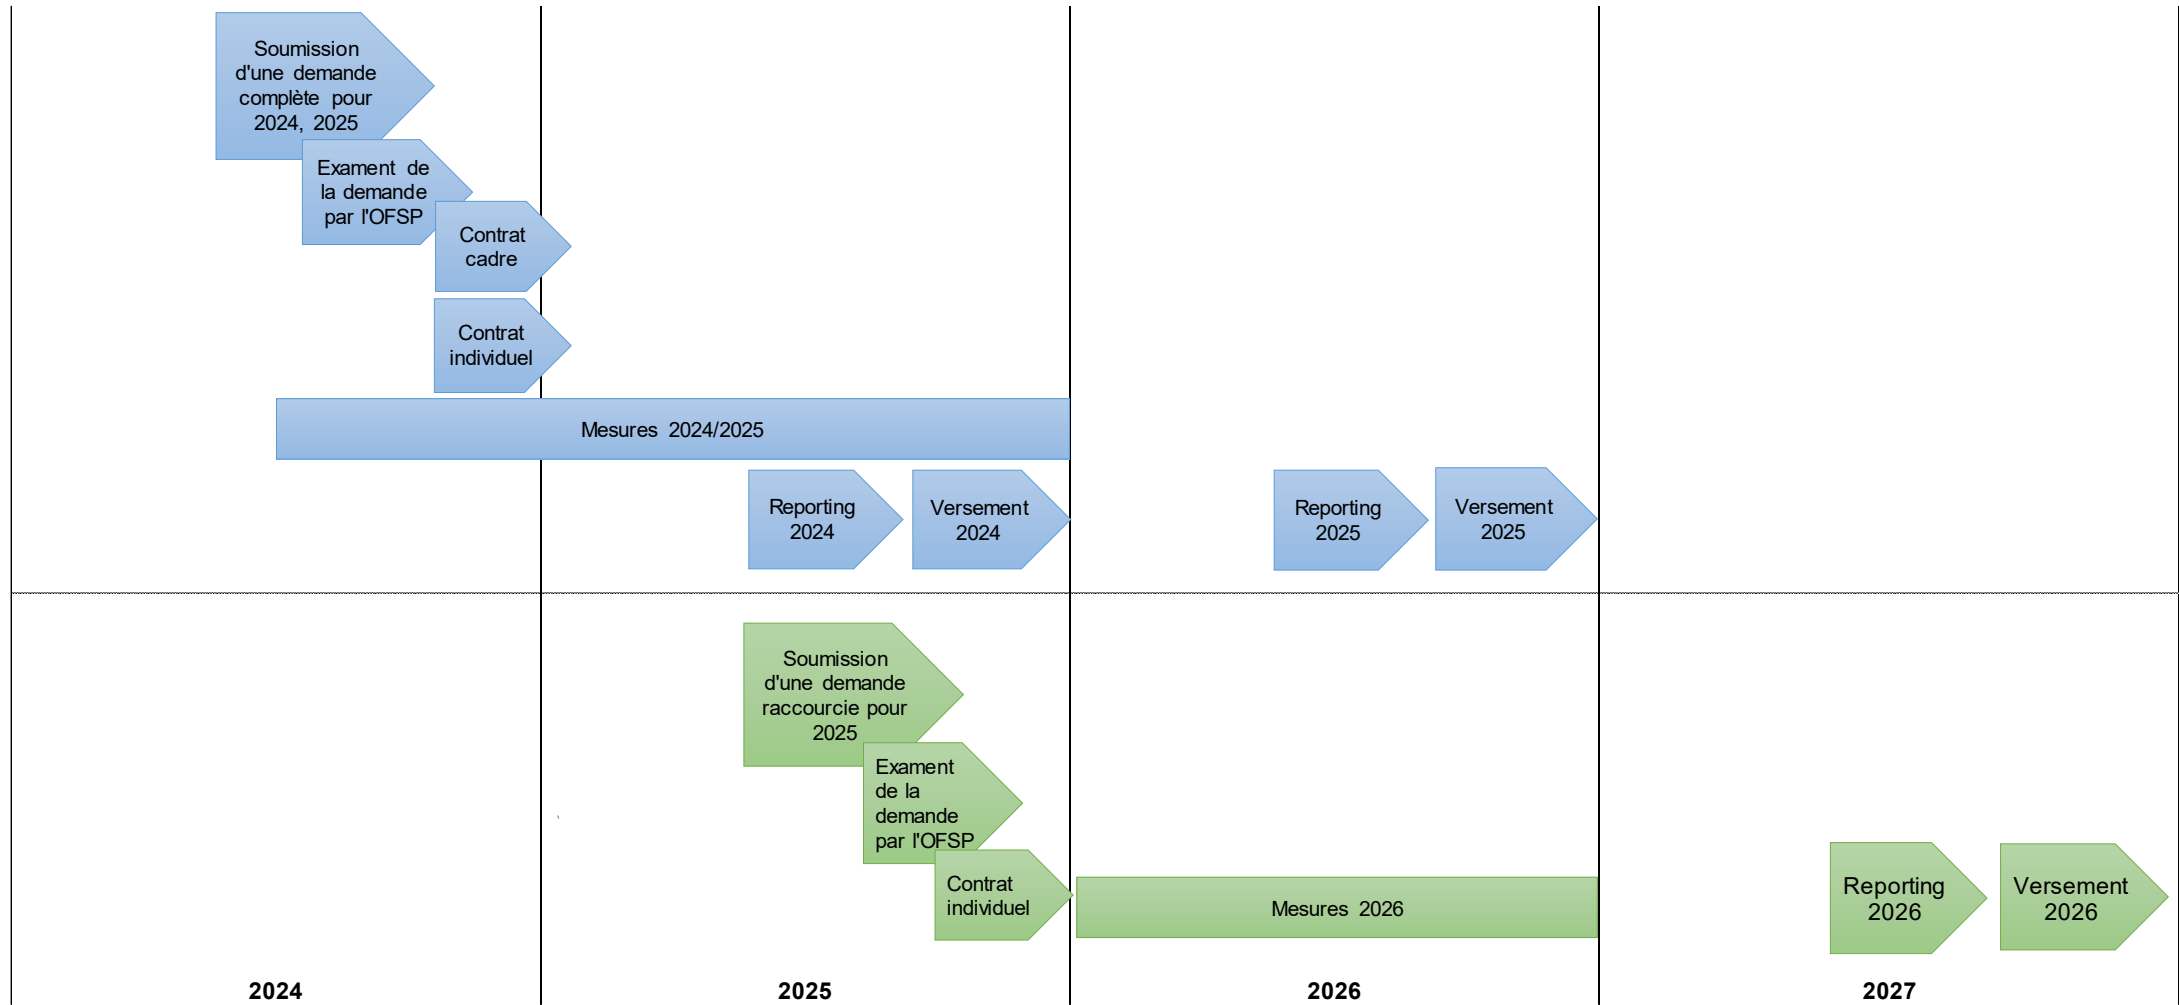 Soumission
d'une demande
complète pour
2024, 2025
Exament de
la demande
par l'OFSP
Contrat
cadre
Contrat
individuel
Mesures 2024/2025
Reporting
2024
Versement
2024
Reporting
2025
Versement
2025
Soumission
d'une demande
raccourcie pour
2025
Exament
de la
demande
par l'OFSP
Contrat
individuel
Mesures 2026
Reporting
2026
Versement
2026
2024
2025
2026
2027